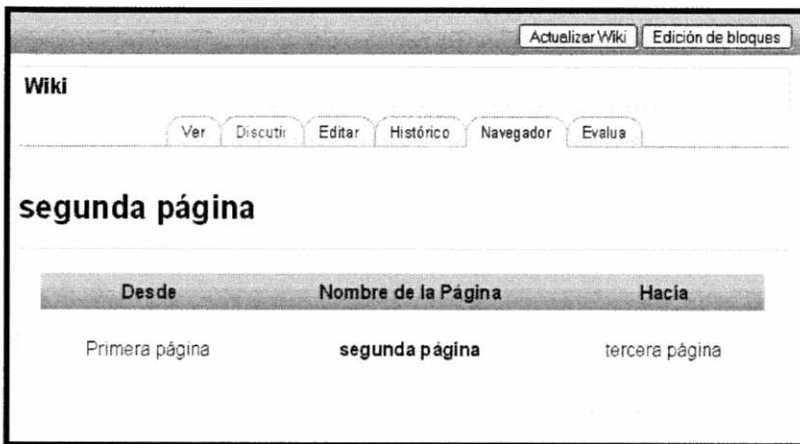 Actualizar Wiki Edición de bloques
Wiki
Ver Discutir Editar Histórico Navegador Evalua
segunda página
Desde Nombre de la Página Hacia
Primera página segunda página tercera página